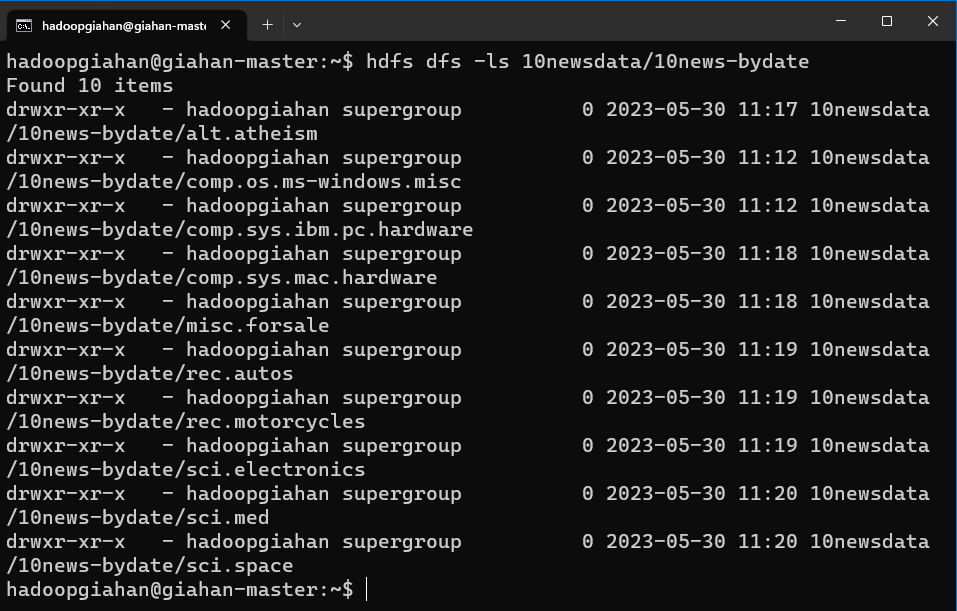 hadoopgiahan@giahan-mast
hadoopgiahan@giahan-master:~$ hdfs dfs -ls 10newsdata/10news-bydate
Found 10 items
drwxr-xr-x   - hadoopgiahan supergroup          0 2023-05-30 11:17 10newsdata
/10news-bydate/alt.atheism
drwxr-xr-x   - hadoopgiahan supergroup          0 2023-05-30 11:12 10newsdata
/10news-bydate/comp.os.ms-windows.misc
drwxr-xr-x   - hadoopgiahan supergroup          0 2023-05-30 11:12 10newsdata
/10news-bydate/comp.sys.ibm.pc.hardware
drwxr-xr-x   - hadoopgiahan supergroup          0 2023-05-30 11:18 10newsdata
/10news-bydate/comp.sys.mac.hardware
drwxr-xr-x   - hadoopgiahan supergroup          0 2023-05-30 11:18 10newsdata
/10news-bydate/misc.forsale
drwxr-xr-x   - hadoopgiahan supergroup          0 2023-05-30 11:19 10newsdata
/10news-bydate/rec.autos
drwxr-xr-x   - hadoopgiahan supergroup          0 2023-05-30 11:19 10newsdata
/10news-bydate/rec.motorcycles
drwxr-xr-x   - hadoopgiahan supergroup          0 2023-05-30 11:19 10newsdata
/10news-bydate/sci.electronics
drwxr-xr-x   - hadoopgiahan supergroup          0 2023-05-30 11:20 10newsdata
/10news-bydate/sci.med
drwxr-xr-x   - hadoopgiahan supergroup          0 2023-05-30 11:20 10newsdata
/10news-bydate/sci.space
hadoopgiahan@giahan-master:~$